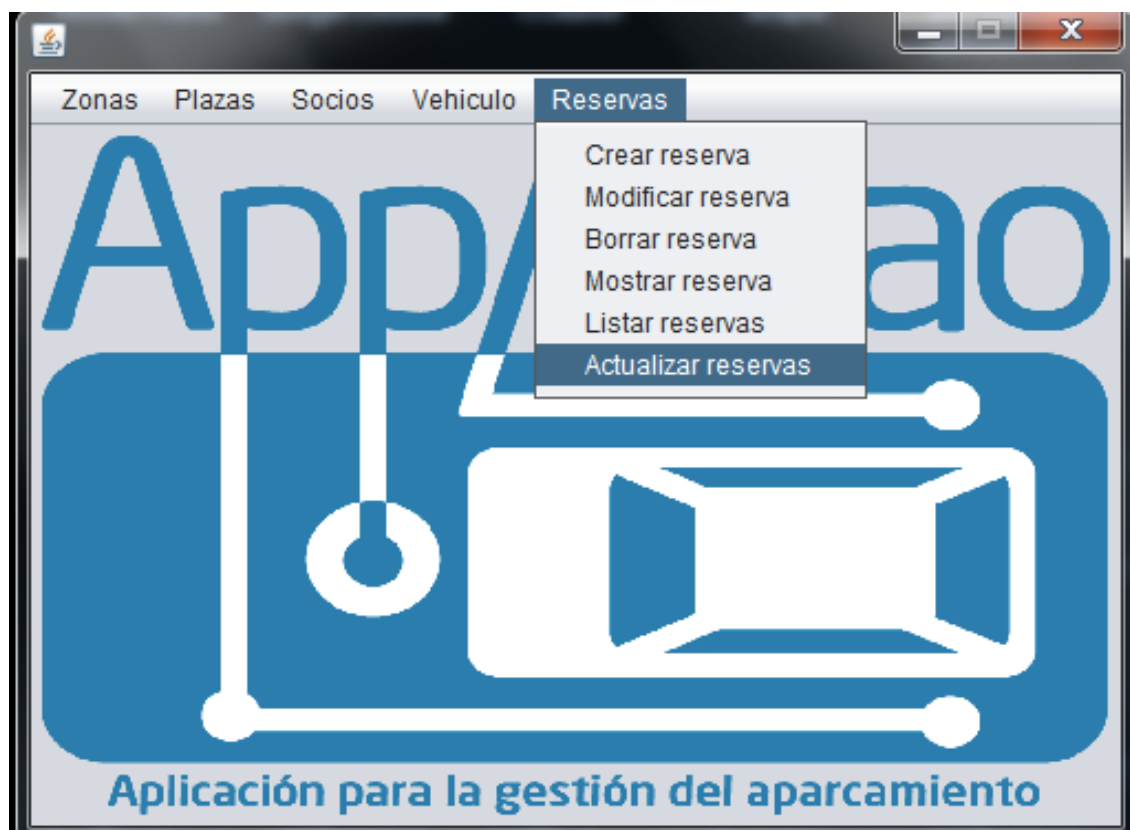 Zonas Plazas Socios Vehiculo Reservas
Crear reserva
Modificar reserva
Borrar reserva
Mostrar reserva
Listar reservas
Actualizar reservas
Aplicación para la gestión del aparcamiento